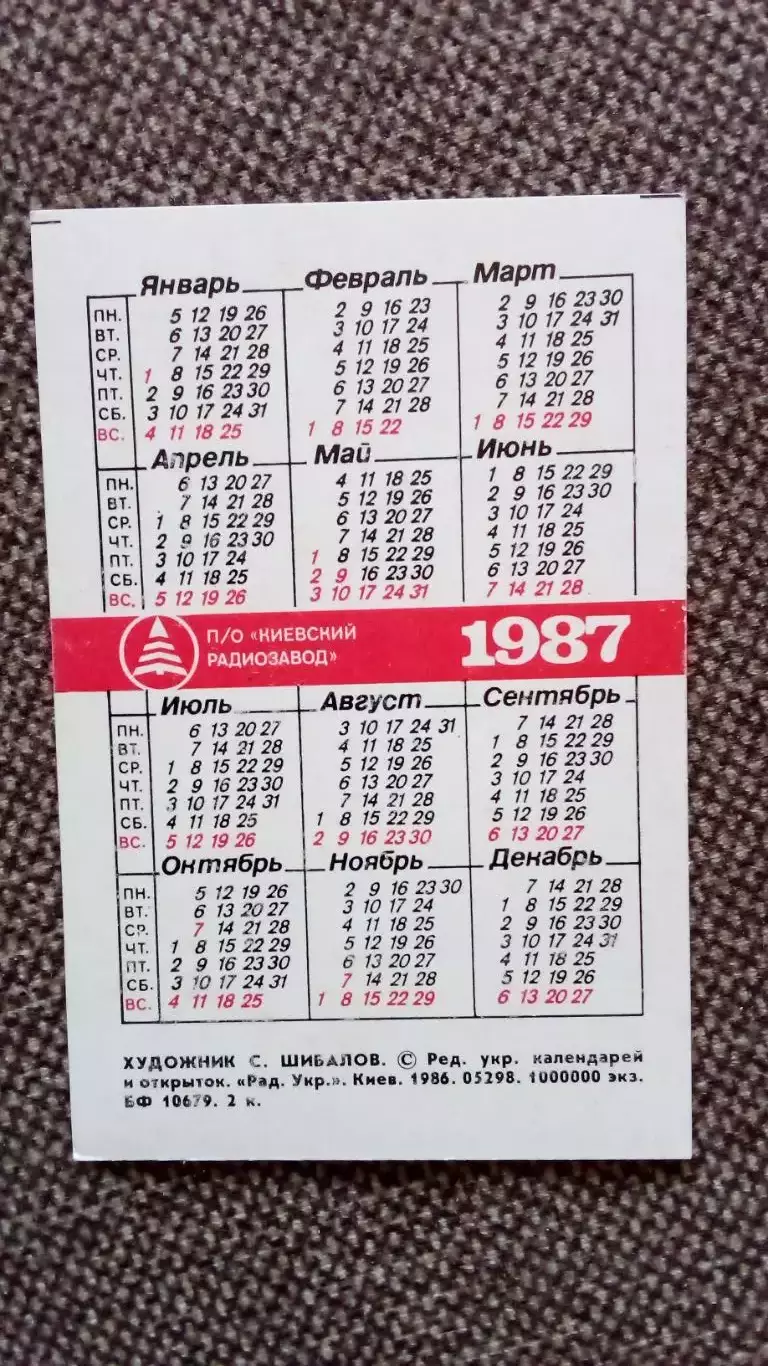 Январь Февраль Март
ПН. 5 12 19 26 2 9 16 23 2 9 16 23 30
ВТ. 6 13 20 27 3 10 17 24 3 10 17 24 31
СР. 7 14 21 28 4 11 18 25 4 11 18 25
ЧТ. 1 8 15 22 29 5 12 19 26 5 12 19 26
ПТ. 2 9 16 23 30 6 13 20 27 6 13 20 27
СБ. 3 10 17 24 31 7 14 21 28 7 14 21 28
ВС. 4 11 18 25 1 8 15 22 1 8 15 22 29
Апрель Май Июнь
ПН. 6 13 20 27 4 11 18 25 1 8 15 22 29
ВТ. 7 14 21 28 5 12 19 26 2 9 16 23 30
СР. 1 8 15 22 29 6 13 20 27 3 10 17 24
ЧТ. 2 9 16 23 30 7 14 21 28 4 11 18 25
ПТ. 3 10 17 24 1 8 15 22 29 5 12 19 26
СБ. 4 11 18 25 2 9 16 23 30 6 13 20 27
ВС. 5 12 19 26 3 10 17 24 31 7 14 21 28
П/О «КИЕВСКИЙ
РАДИОЗАВОД»
1987
Июль Август Сентябрь
ПН. 6 13 20 27 3 10 17 24 31 7 14 21 28
ВТ. 7 14 21 28 4 11 18 25 1 8 15 22 29
СР. 1 8 15 22 29 5 12 19 26 2 9 16 23 30
ЧТ. 2 9 16 23 30 6 13 20 27 3 10 17 24
ПТ. 3 10 17 24 31 7 14 21 28 4 11 18 25
СБ. 4 11 18 25 1 8 15 22 29 5 12 19 26
ВС. 5 12 19 26 2 9 16 23 30 6 13 20 27
Октябрь Ноябрь Декабрь
ПН. 5 12 19 26 2 9 16 23 30 7 14 21 28
ВТ. 6 13 20 27 3 10 17 24 1 8 15 22 29
СР. 7 14 21 28 4 11 18 25 2 9 16 23 30
ЧТ. 1 8 15 22 29 5 12 19 26 3 10 17 24 31
ПТ. 2 9 16 23 30 6 13 20 27 4 11 18 25
СБ. 3 10 17 24 31 7 14 21 28 5 12 19 26
ВС. 4 11 18 25 1 8 15 22 29 6 13 20 27
ХУДОЖНИК С. ШИБАЛОВ. © Ред. укр. календарей
и открыток. «Рад. Укр.». Киев. 1986. 05298. 1000000 экз.
БФ 10679. 2 к.